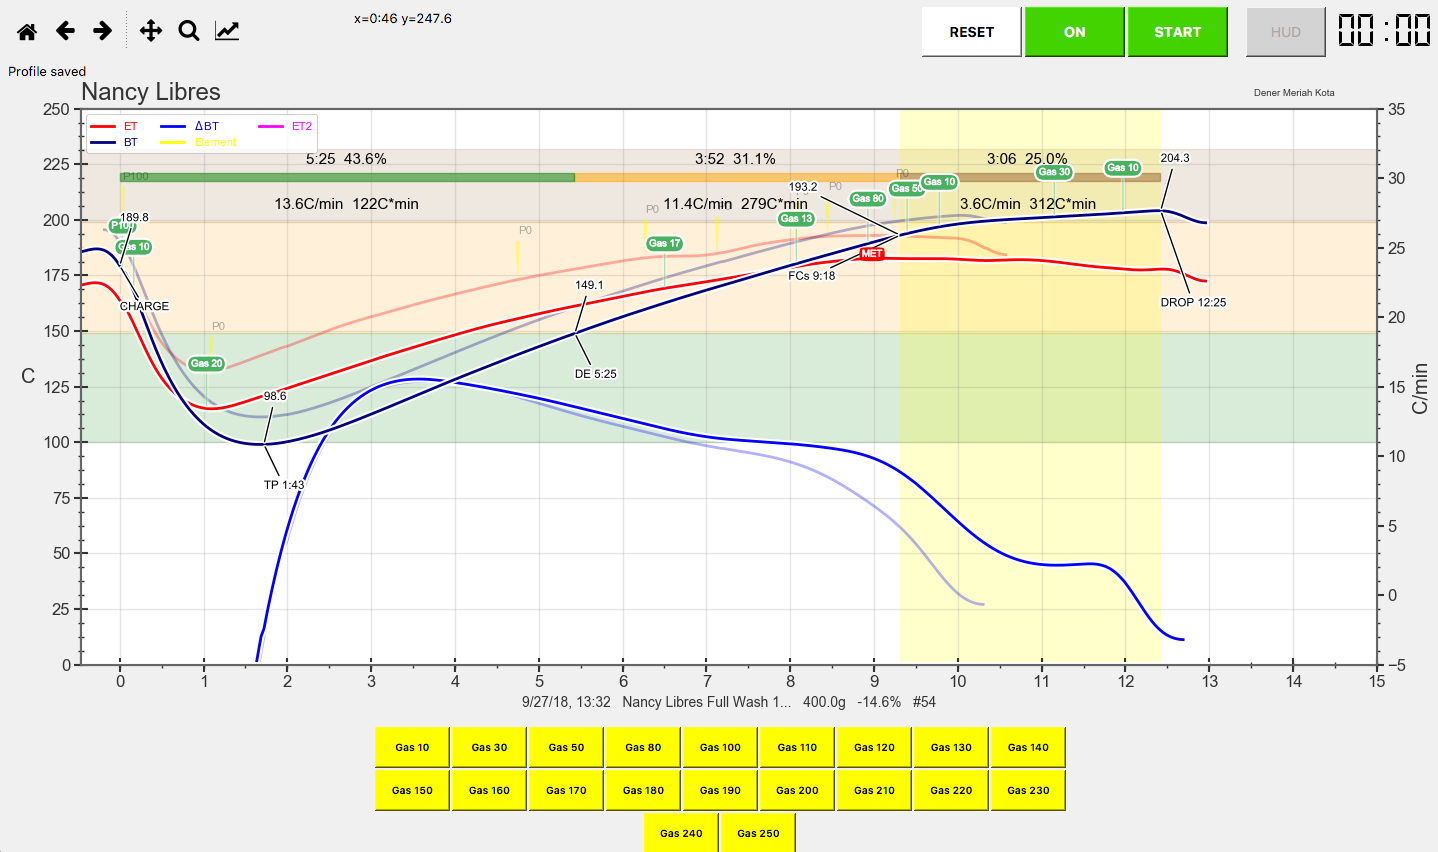 x=0:46 y=247.6
RESET
ON
START
HUD
00:00
Profile saved
Nancy Libres
Dener Meriah Kota
ET
BT
ΔBT
Element
ET2
5:25 43.6%
3:52 31.1%
3:06 25.0%
13.6C/min 122C*min
11.4C/min 279C*min
3.6C/min 312C*min
P100
189.8
Gas 10
CHARGE
P0
Gas 20
98.6
TP 1:43
P0
149.1
DE 5:25
P0
Gas 17
193.2
Gas 13
P0
Gas 80
P0
Gas 50
Gas 10
MET
FCs 9:18
Gas 30
Gas 10
204.3
DROP 12:25
250
225
200
175
150
125
100
75
50
25
0
C
35
30
25
20
15
10
5
0
−5
C/min
0 1 2 3 4 5 6 7 8 9 10 11 12 13 14 15
9/27/18, 13:32 Nancy Libres Full Wash 1... 400.0g -14.6% #54
Gas 10 Gas 30 Gas 50 Gas 80 Gas 100 Gas 110 Gas 120 Gas 130 Gas 140
Gas 150 Gas 160 Gas 170 Gas 180 Gas 190 Gas 200 Gas 210 Gas 220 Gas 230
Gas 240 Gas 250